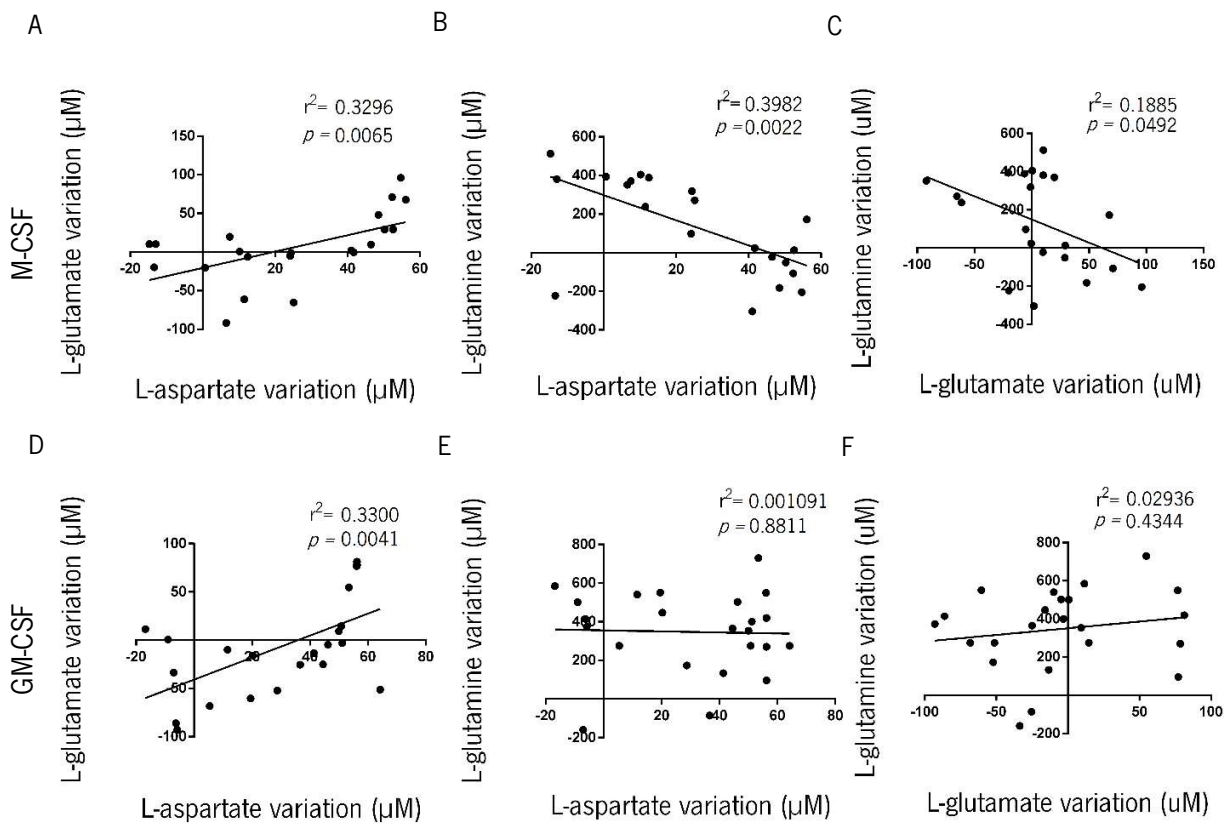 A
B
C
M-CSF
L-glutamate variation (µM)
r²= 0.3296
p = 0.0065
150
100
50
-50
-100
-20
20
40
60
L-aspartate variation (µM)
L-glutamine variation (µM)
r²= 0.3982
p = 0.0022
600
400
200
-200
-400
-20
20
40
60
L-aspartate variation (µM)
L-glutamine variation (uM)
r²= 0.1885
p = 0.0492
600
400
200
-200
-400
-100
-50
50
100
150
L-glutamate variation (uM)
D
E
F
GM-CSF
L-glutamate variation (µM)
r²= 0.3300
p = 0.0041
100
50
-50
-100
-20
20
40
60
80
L-aspartate variation (µM)
L-glutamine variation (µM)
r²= 0.001091
p = 0.8811
800
600
400
200
-200
-20
20
40
60
80
L-aspartate variation (µM)
L-glutamine variation (uM)
r²= 0.02936
p = 0.4344
800
600
400
200
-200
-100
-50
50
100
L-glutamate variation (uM)